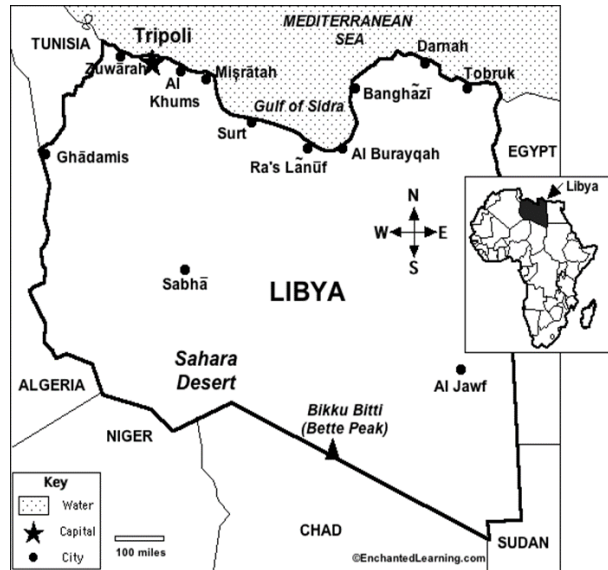 MEDITERRANEAN
SEA
TUNISIA
Tripoli
Zuwārah
Al
Khums
Miṣrātah
Darnah
Tobruk
Gulf of Sidra
Banghāzī
Surt
Ra's Lānūf
Al Burayqah
EGYPT
Ghādamis
Libya
N
W
E
S
Sabhā
LIBYA
Sahara
Desert
Al Jawf
ALGERIA
Bikku Bitti
(Bette Peak)
NIGER
Key
Water
Capital
City
100 miles
CHAD
SUDAN
©EnchantedLearning.com